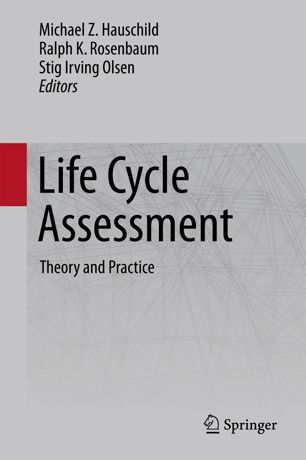 Michael Z. Hauschild
Ralph K. Rosenbaum
Stig Irving Olsen
Editors
Life Cycle
Assessment
Theory and Practice
Springer